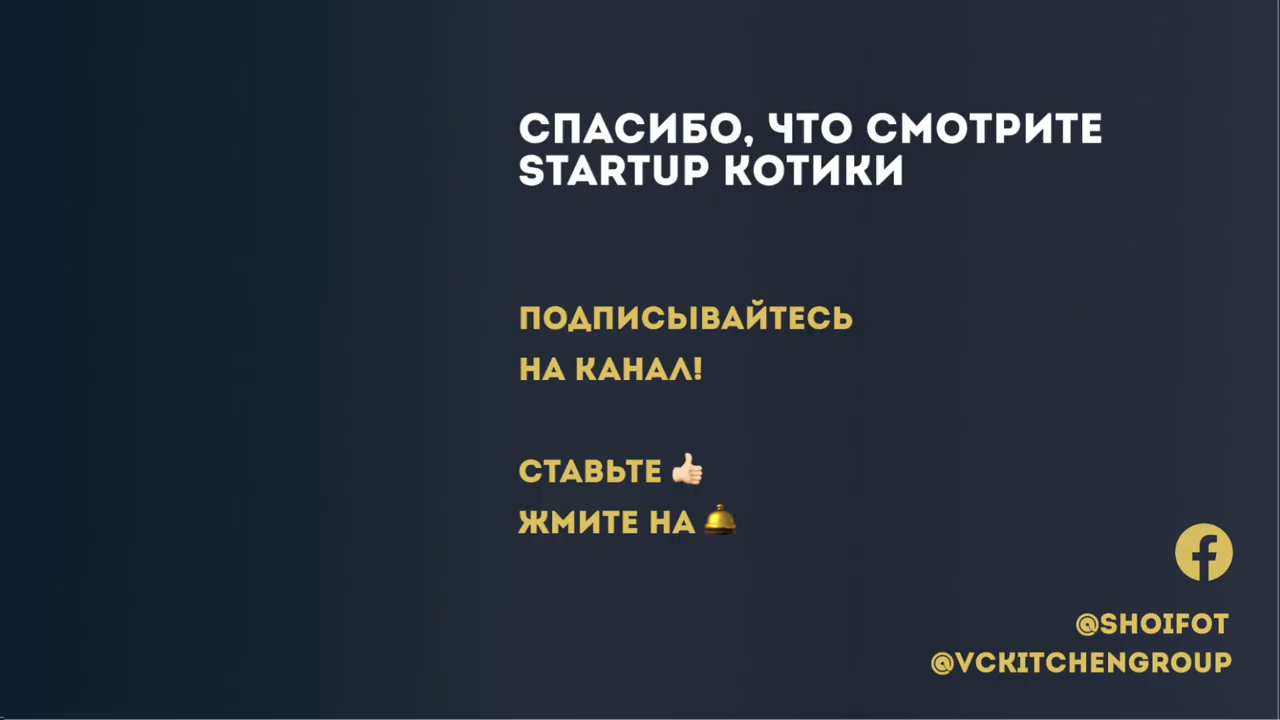 СПАСИБО, ЧТО СМОТРИТЕ
STARTUP КОТИКИ
ПОДПИСЫВАЙТЕСЬ
НА КАНАЛ!
СТАВЬТЕ 👍🏻
ЖМИТЕ НА 🛎️
@SHOIFOT
@VCKITCHENGROUP